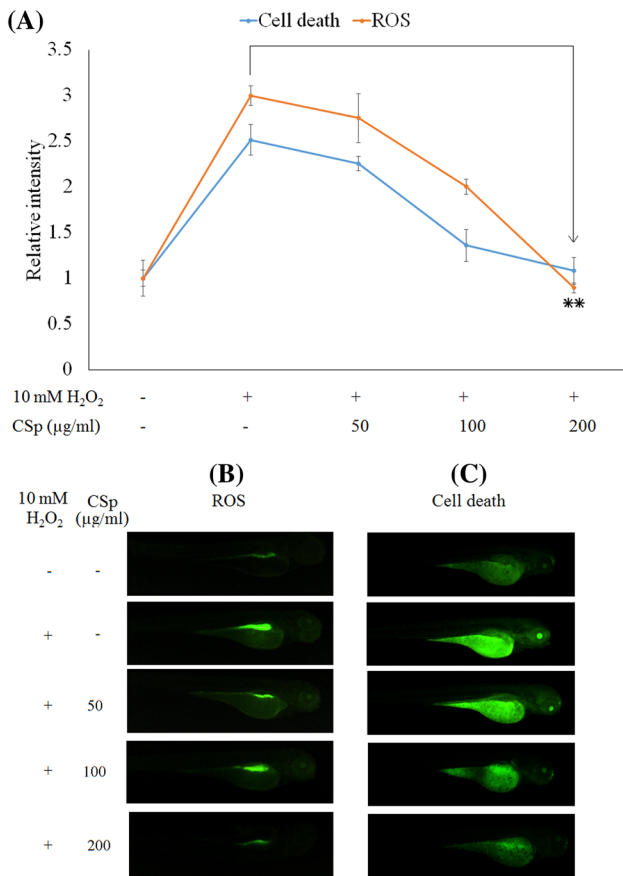 (A)
Cell death ROS
3.5
3
2.5
2
1.5
1
0.5
0
Relative intensity
**
10 mM H₂O₂ - + + + +
CSp (µg/ml) - - 50 100 200
(B) (C)
10 mM CSp ROS Cell death
H₂O₂ (µg/ml)
- -
+ -
+ 50
+ 100
+ 200